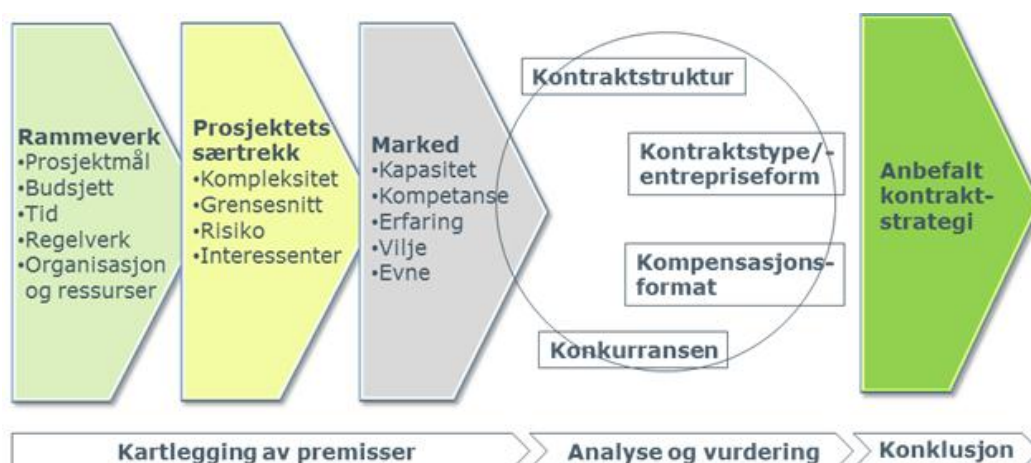 Rammeverk
•Prosjektmål
•Budsjett
•Tid
•Regelverk
•Organisasjon
og ressurser
Prosjektets
særtrekk
•Kompleksitet
•Grensesnitt
•Risiko
•Interessenter
Marked
•Kapasitet
•Kompetanse
•Erfaring
•Vilje
•Evne
Kontraktstruktur
Kontraktstype/-
entrepriseform
Kompensasjons-
format
Konkurransen
Anbefalt
kontrakt-
strategi
Kartlegging av premisser
Analyse og vurdering
Konklusjon